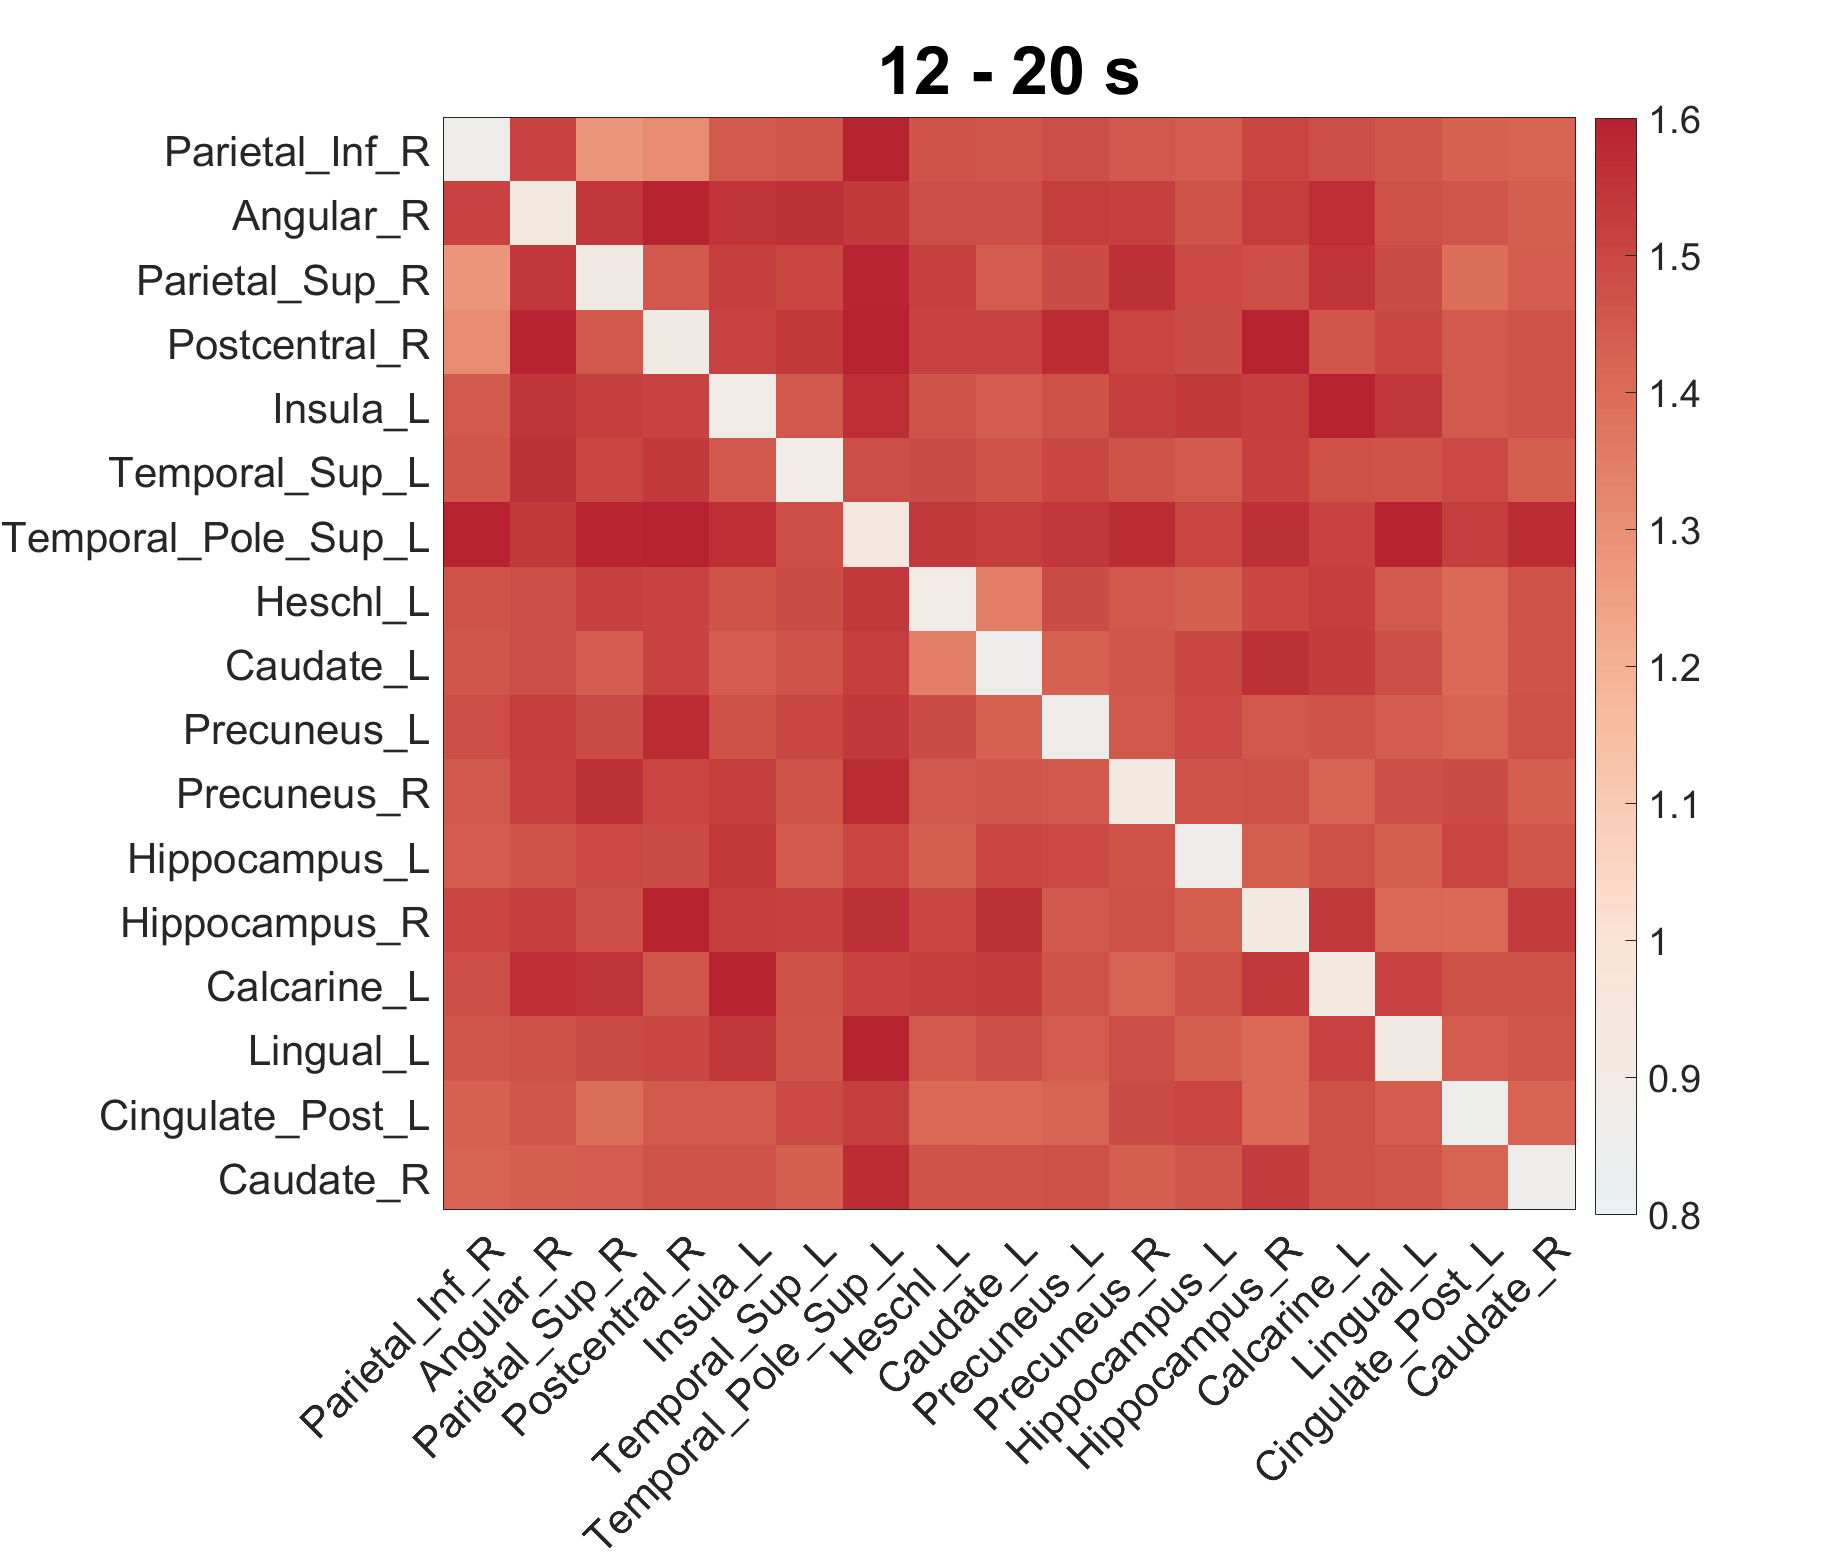 12 - 20 s
Parietal_Inf_R
Angular_R
Parietal_Sup_R
Postcentral_R
Insula_L
Temporal_Sup_L
Temporal_Pole_Sup_L
Heschl_L
Caudate_L
Precuneus_L
Precuneus_R
Hippocampus_L
Hippocampus_R
Calcarine_L
Lingual_L
Cingulate_Post_L
Caudate_R
1.6
1.5
1.4
1.3
1.2
1.1
1
0.9
0.8
Parietal_Inf_R
Angular_R
Parietal_Sup_R
Postcentral_R
Insula_L
Temporal_Sup_L
Temporal_Pole_Sup_L
Heschl_L
Caudate_L
Precuneus_L
Precuneus_R
Hippocampus_L
Hippocampus_R
Calcarine_L
Lingual_L
Cingulate_Post_L
Caudate_R